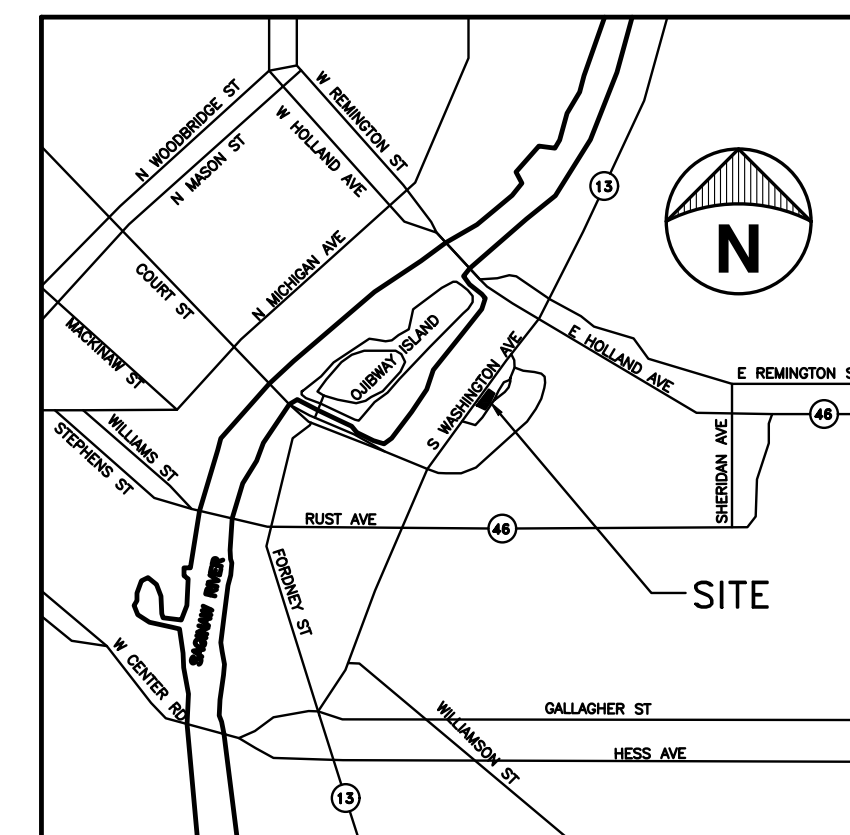 N WOODBRIDGE ST
N MASON ST
W REMINGTON ST
W HOLLAND AVE
13
N
COURT ST
N MICHIGAN AVE
MACKINAW ST
OJIBWAY ISLAND
S WASHINGTON AVE
E HOLLAND AVE
E REMINGTON S
46
WILLIAMS ST
STEPHENS ST
SHERIDAN AVE
RUST AVE
46
SAGINAW RIVER
FORDNEY ST
SITE
W CENTER RD
WILLIAMSON ST
GALLAGHER ST
HESS AVE
13